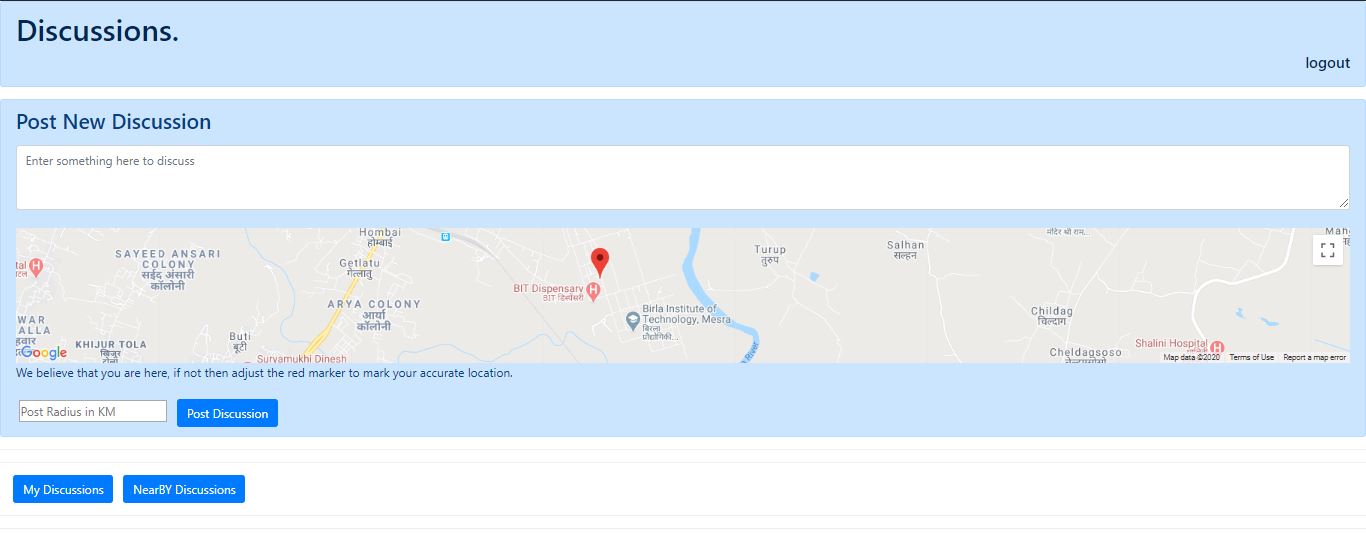 Discussions.
logout
Post New Discussion
Enter something here to discuss
Hombai
होम्बाई
SAYEED ANSARI
COLONY
सईद अंसारी
कॉलोनी
tal
Getlatu
गेल्लातु
ARYA COLONY
आर्या
कॉलोनी
WAR
ALLA
KHIJUR TOLA
खिजुर
टोला
Buti
बूटी
Suryamukhi Dinesh
Google
BIT Dispensary
BIT डिस्पेंसरी
Birla Institute of
Technology, Mesra
बिरला
प्रौद्योगिकी...
River
Turup
तुरुप
Salhan
सल्हन
मंदिर श्री राम...
Childag
चिल्दाग
Cheldagsoso
Shalini Hospital
Map data ©2020 Terms of Use Report a map error
We believe that you are here, if not then adjust the red marker to mark your accurate location.
Post Radius in KM
Post Discussion
My Discussions
NearBY Discussions